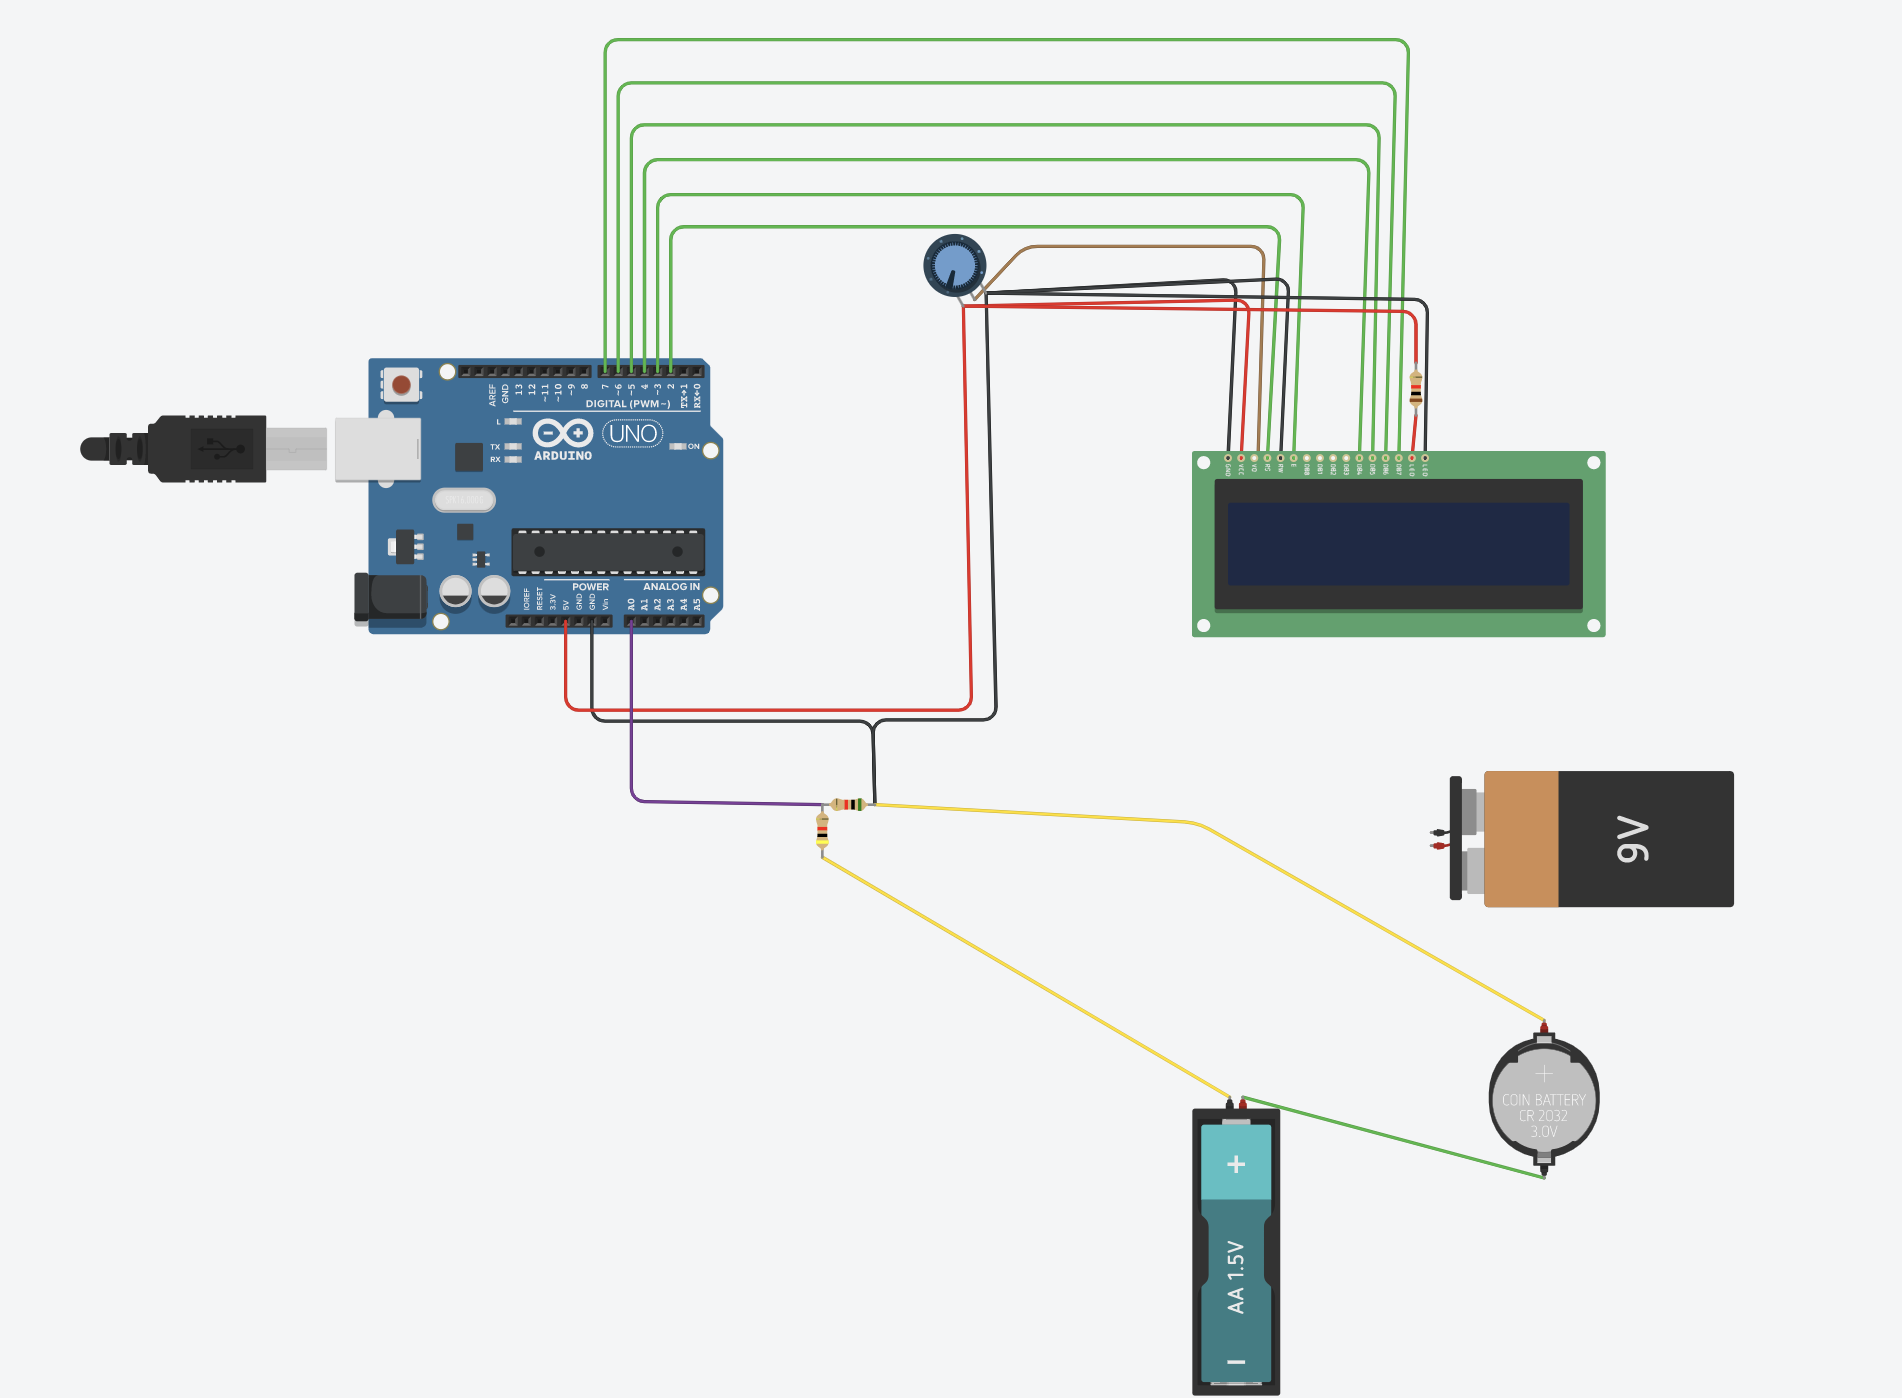 AREF
GND
13
12
~11
~10
~9
8
7
~6
~5
4
~3
2
TX→1
RX←0
DIGITAL (PWM~)
L
TX
RX
ARDUINO
UNO
ON
POWER
ANALOG IN
IOREF
RESET
3.3V
5V
GND
GND
Vin
A0
A1
A2
A3
A4
A5
GND
VCC
V0
RS
RW
E
DB0
DB1
DB2
DB3
DB4
DB5
DB6
DB7
LED
LED
9V
COIN BATTERY
CR 2032
3.0V
AA 1.5V